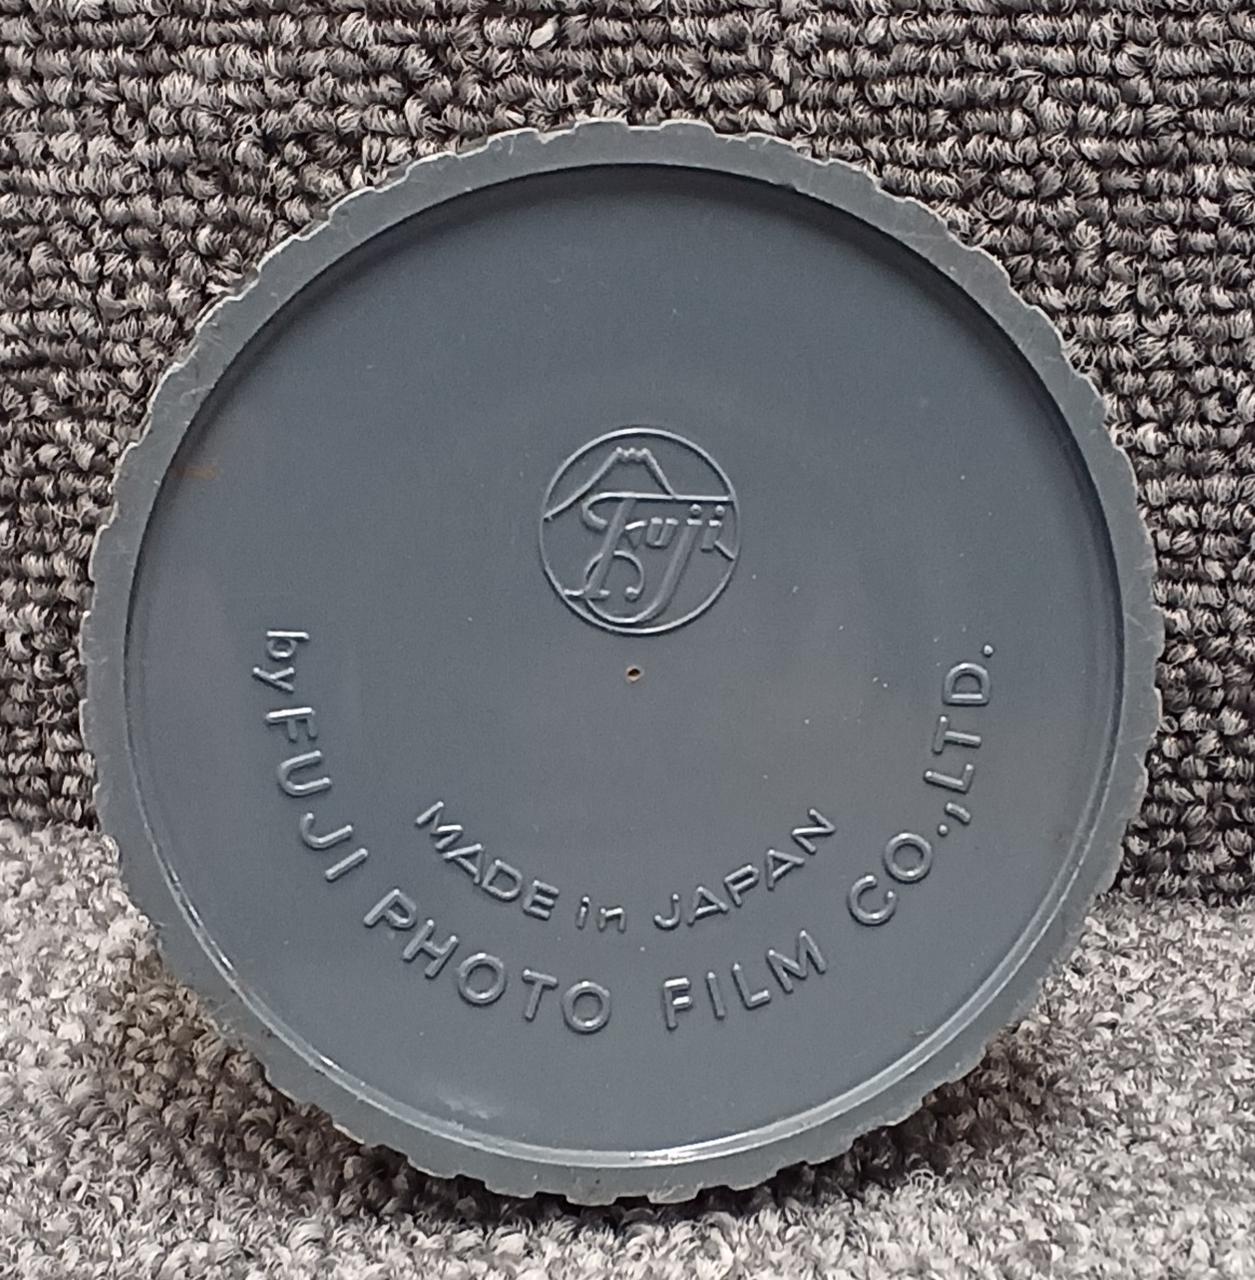 Fuji
MADE in JAPAN
by FUJI PHOTO FILM CO.,LTD.